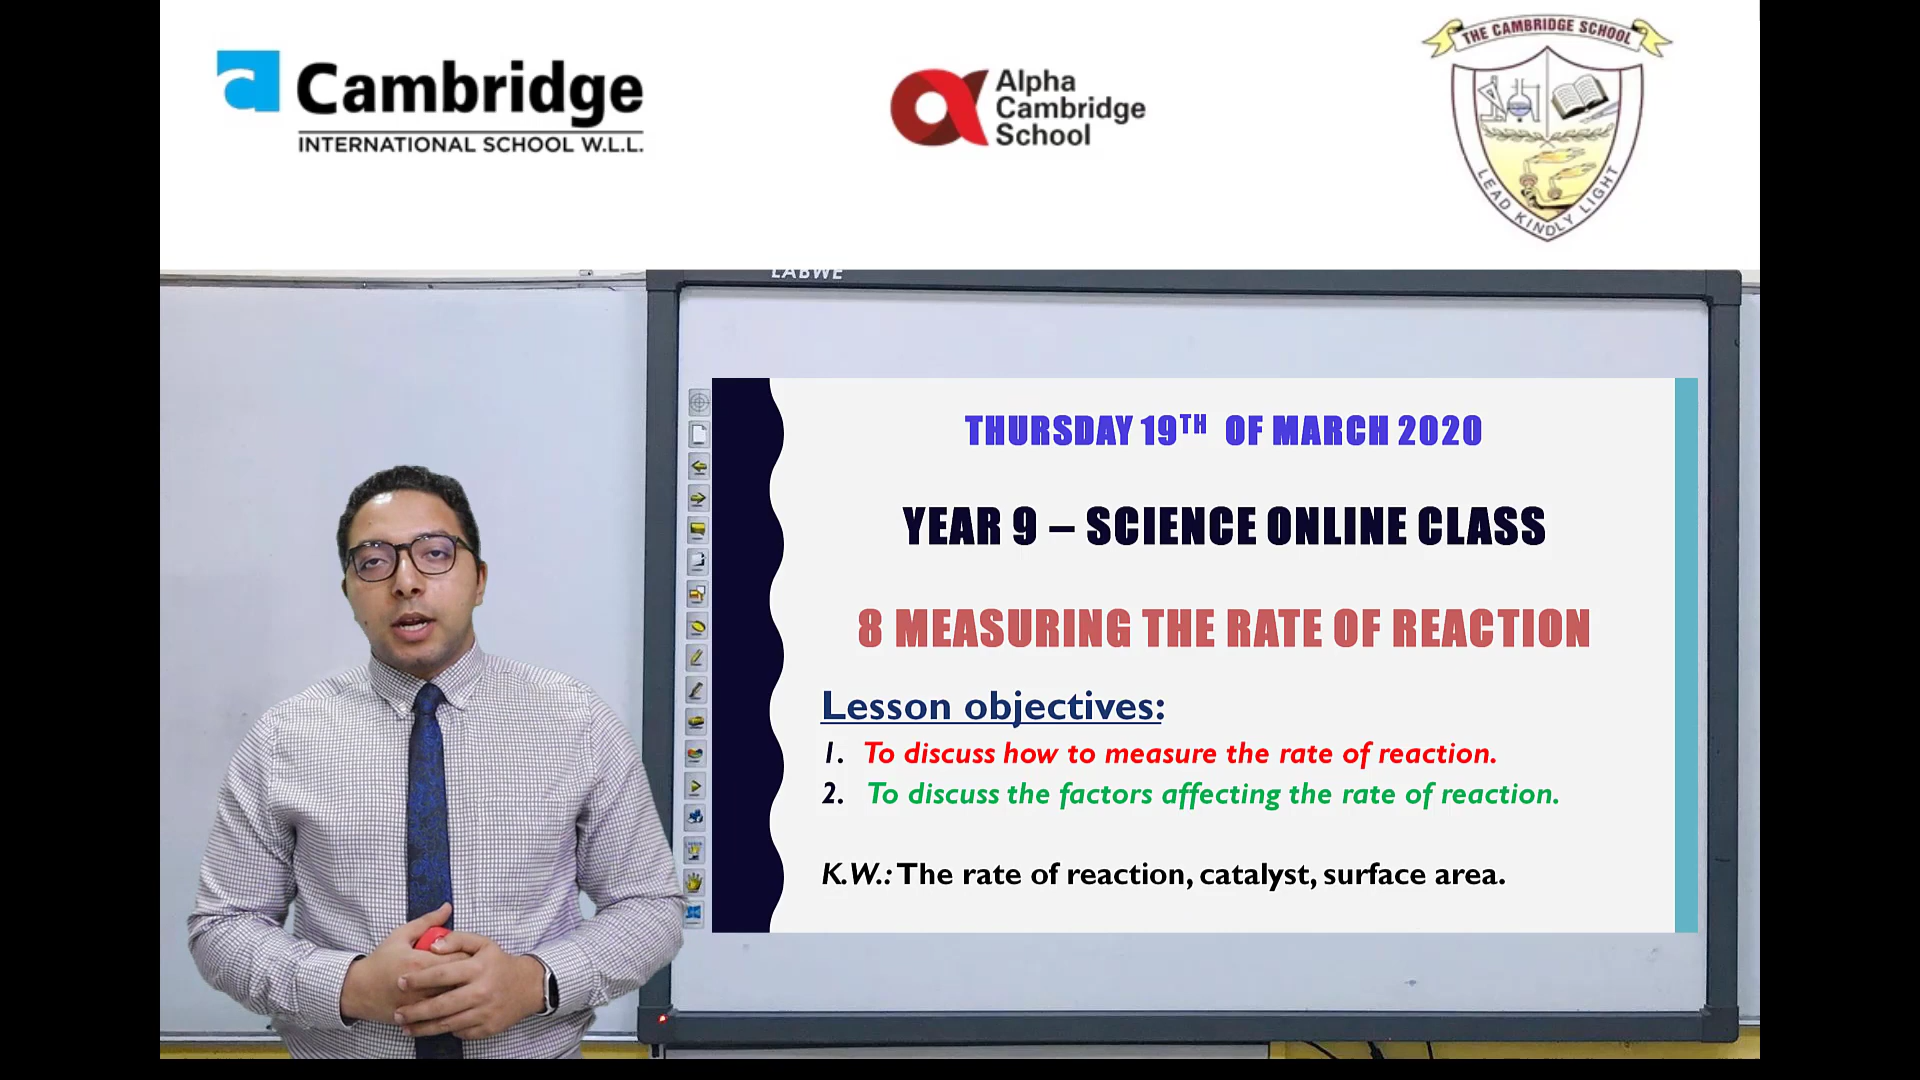 Cambridge
INTERNATIONAL SCHOOL W.L.L.
Alpha
Cambridge
School
THE CAMBRIDGE SCHOOL
LEAD KINDLY LIGHT
LABWE
THURSDAY 19TH OF MARCH 2020
YEAR 9 – SCIENCE ONLINE CLASS
8 MEASURING THE RATE OF REACTION
Lesson objectives:
1. To discuss how to measure the rate of reaction.
2. To discuss the factors affecting the rate of reaction.
K.W.: The rate of reaction, catalyst, surface area.